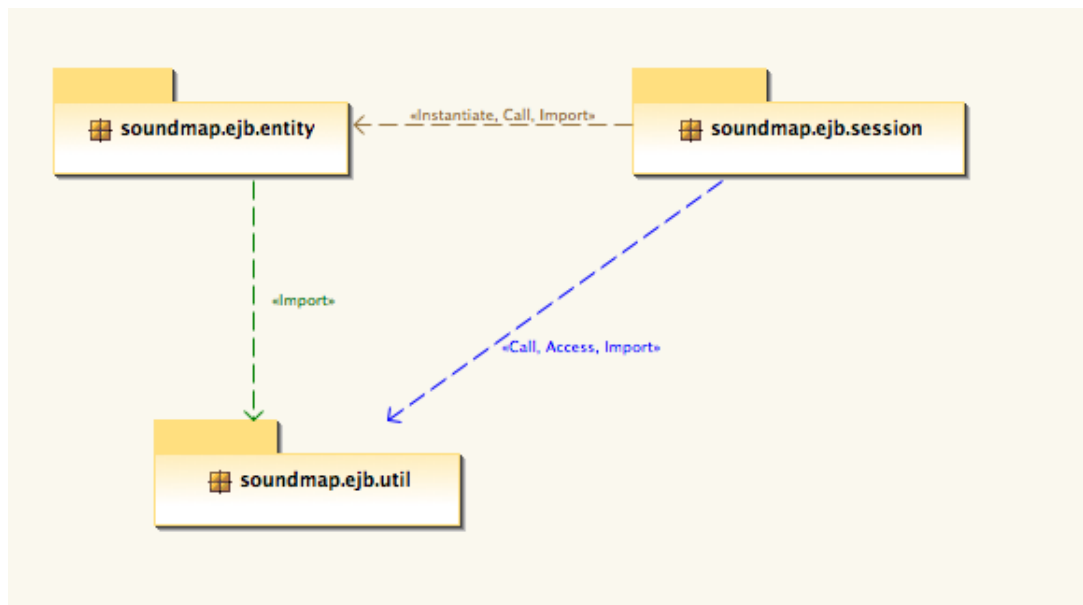 soundmap.ejb.entity
«Instantiate, Call, Import»
soundmap.ejb.session
«Import»
«Call, Access, Import»
soundmap.ejb.util